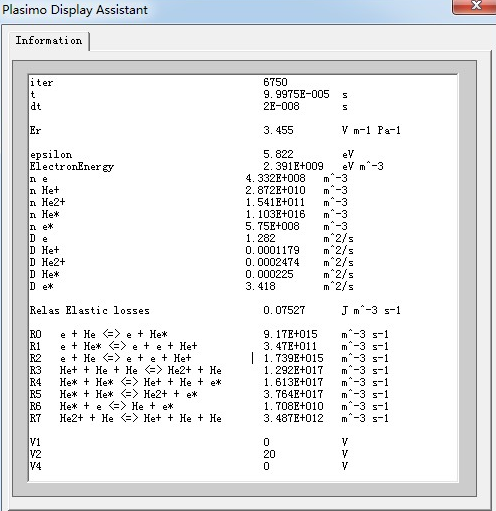 Plasimo Display Assistant
Information
iter 6750
t 9.9975E-005 s
dt 2E-008 s
Er 3.455 V m-1 Pa-1
epsilon 5.822 eV
ElectronEnergy 2.391E+009 eV m^-3
n e 4.332E+008 m^-3
n He+ 2.872E+010 m^-3
n He2+ 1.541E+011 m^-3
n He* 1.103E+016 m^-3
n e* 5.75E+008 m^-3
D e 1.282 m^2/s
D He+ 0.0001179 m^2/s
D He2+ 0.0002474 m^2/s
D He* 0.000225 m^2/s
D e* 3.418 m^2/s
Relas Elastic losses 0.07527 J m^-3 s-1
R0 e + He <=> e + He* 9.17E+015 m^-3 s-1
R1 e + He* <=> e + e + He+ 3.47E+011 m^-3 s-1
R2 e + He <=> e + e + He+ 1.739E+015 m^-3 s-1
R3 He+ + He + He <=> He2+ + He 1.292E+017 m^-3 s-1
R4 He* + He* <=> He+ + He + e* 1.613E+017 m^-3 s-1
R5 He* + He* <=> He2+ + e* 3.764E+017 m^-3 s-1
R6 He* + e <=> He + e* 1.708E+010 m^-3 s-1
R7 He2+ + He <=> He+ + He + He 3.487E+012 m^-3 s-1
V1 0 V
V2 20 V
V4 0 V